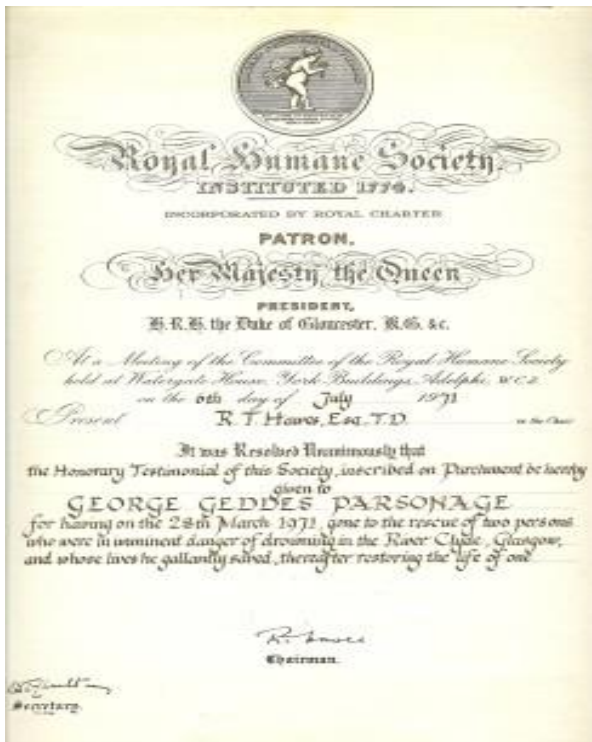 Royal Humane Society.
INSTITUTED 1774.
INCORPORATED BY ROYAL CHARTER
PATRON,
Her Majesty the Queen
PRESIDENT,
H.R.H. the Duke of Gloucester, K.G. &c.
At a Meeting of the Committee of the Royal Humane Society
held at Watergate House, York Buildings, Adelphi, W.C.2.
on the 6th day of July 1971
Present R. T. Hawes, Esq., T.D. in the Chair
It was Resolved Unanimously that
the Honorary Testimonial of this Society, inscribed on Parchment be hereby
given to
GEORGE GEDDES PARSONAGE
for having on the 28th March 1971, gone to the rescue of two persons
who were in imminent danger of drowning in the River Clyde, Glasgow,
and whose lives he gallantly saved, thereafter restoring the life of one
Chairman.
Secretary.